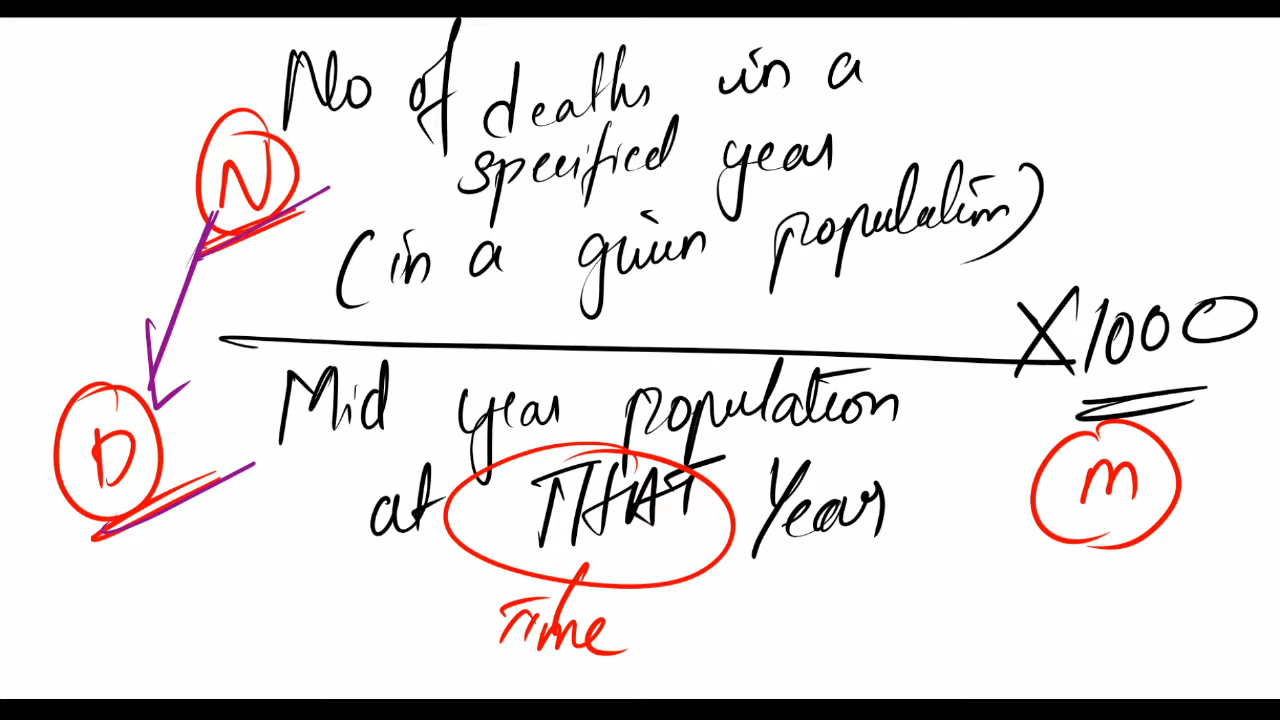 No of deaths in a
specified year
N
(in a given population)
X1000
Mid year population
D
at THAT Year
m
Time